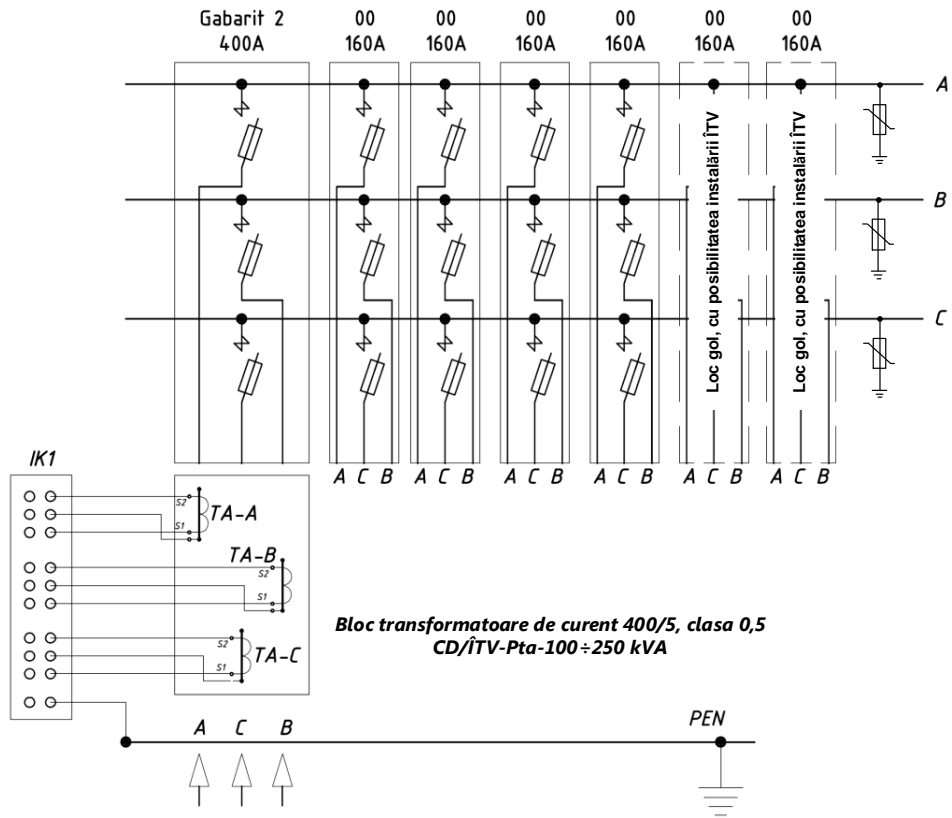 Gabarit 2 00 00 00 00 00 00
400A 160A 160A 160A 160A 160A 160A
A
Loc gol, cu posibilitatea instalării ÎTV
Loc gol, cu posibilitatea instalării ÎTV
B
C
IK1
A C B A C B A C B A C B A C B A C B
S2
TA-A
S1
TA-B
S2
S1
S2
TA-C
S1
Bloc transformatoare de curent 400/5, clasa 0,5
CD/ÎTV-Pta-100÷250 kVA
A C B PEN